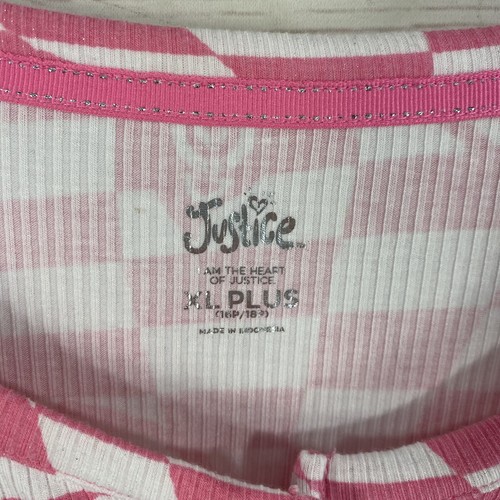 Justice
I AM THE HEART
OF JUSTICE.
XL PLUS
(16P/18P)
MADE IN INDONESIA